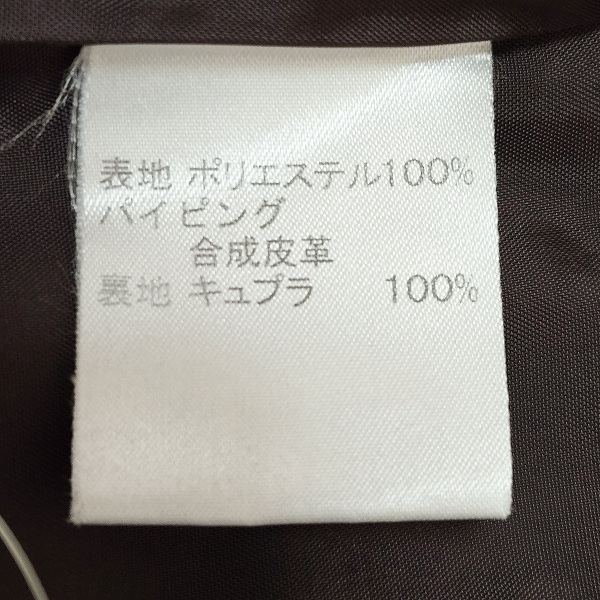 表地 ポリエステル100%
パイピング
合成皮革
裏地 キュプラ 100%